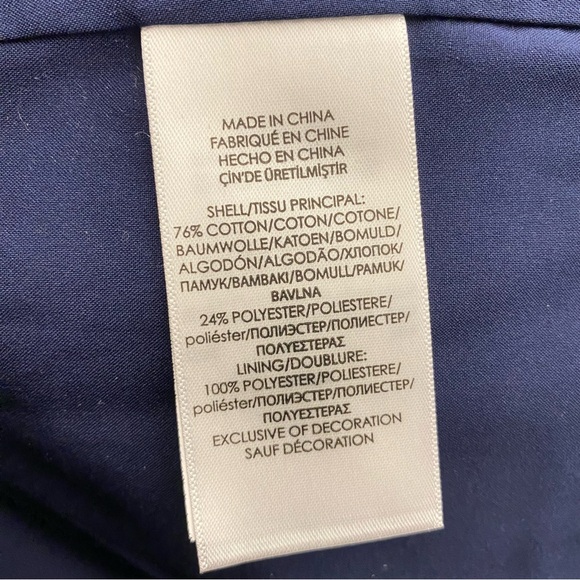 MADE IN CHINA
FABRIQUÉ EN CHINE
HECHO EN CHINA
ÇİN'DE ÜRETİLMİŞTİR
SHELL/TISSU PRINCIPAL:
76% COTTON/COTON/COTONE/
BAUMWOLLE/KATOEN/BOMULD/
ALGODÓN/ALGODÃO/ХЛОПОК/
ПАМУК/BAMBAKI/BOMULL/PAMUK/
BAVLNA
24% POLYESTER/POLIESTERE/
poliéster/ПОЛИЭСТЕР/ПОЛИЕСТЕР/
ΠΟΛΥΕΣΤΕΡΑΣ
LINING/DOUBLURE:
100% POLYESTER/POLIESTERE/
poliéster/ПОЛИЭСТЕР/ПОЛИЕСТЕР/
ΠΟΛΥΕΣΤΕΡΑΣ
EXCLUSIVE OF DECORATION
SAUF DÉCORATION